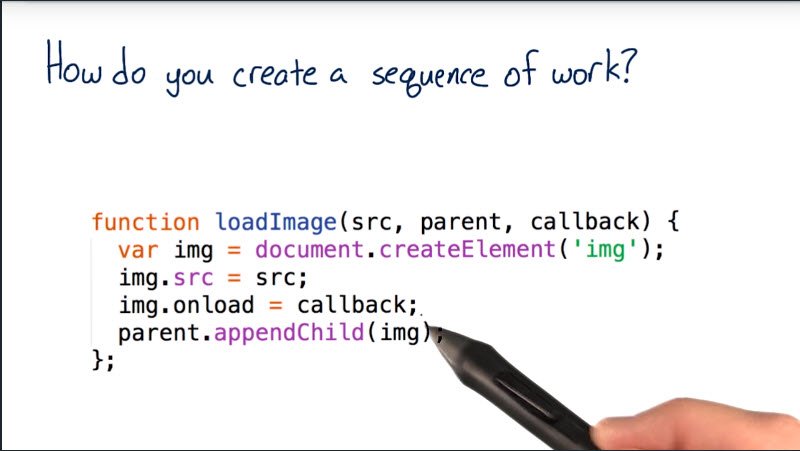 How do you create a sequence of work?
function loadImage(src, parent, callback) {
var img = document.createElement('img');
img.src = src;
img.onload = callback;
parent.appendChild(img);
};